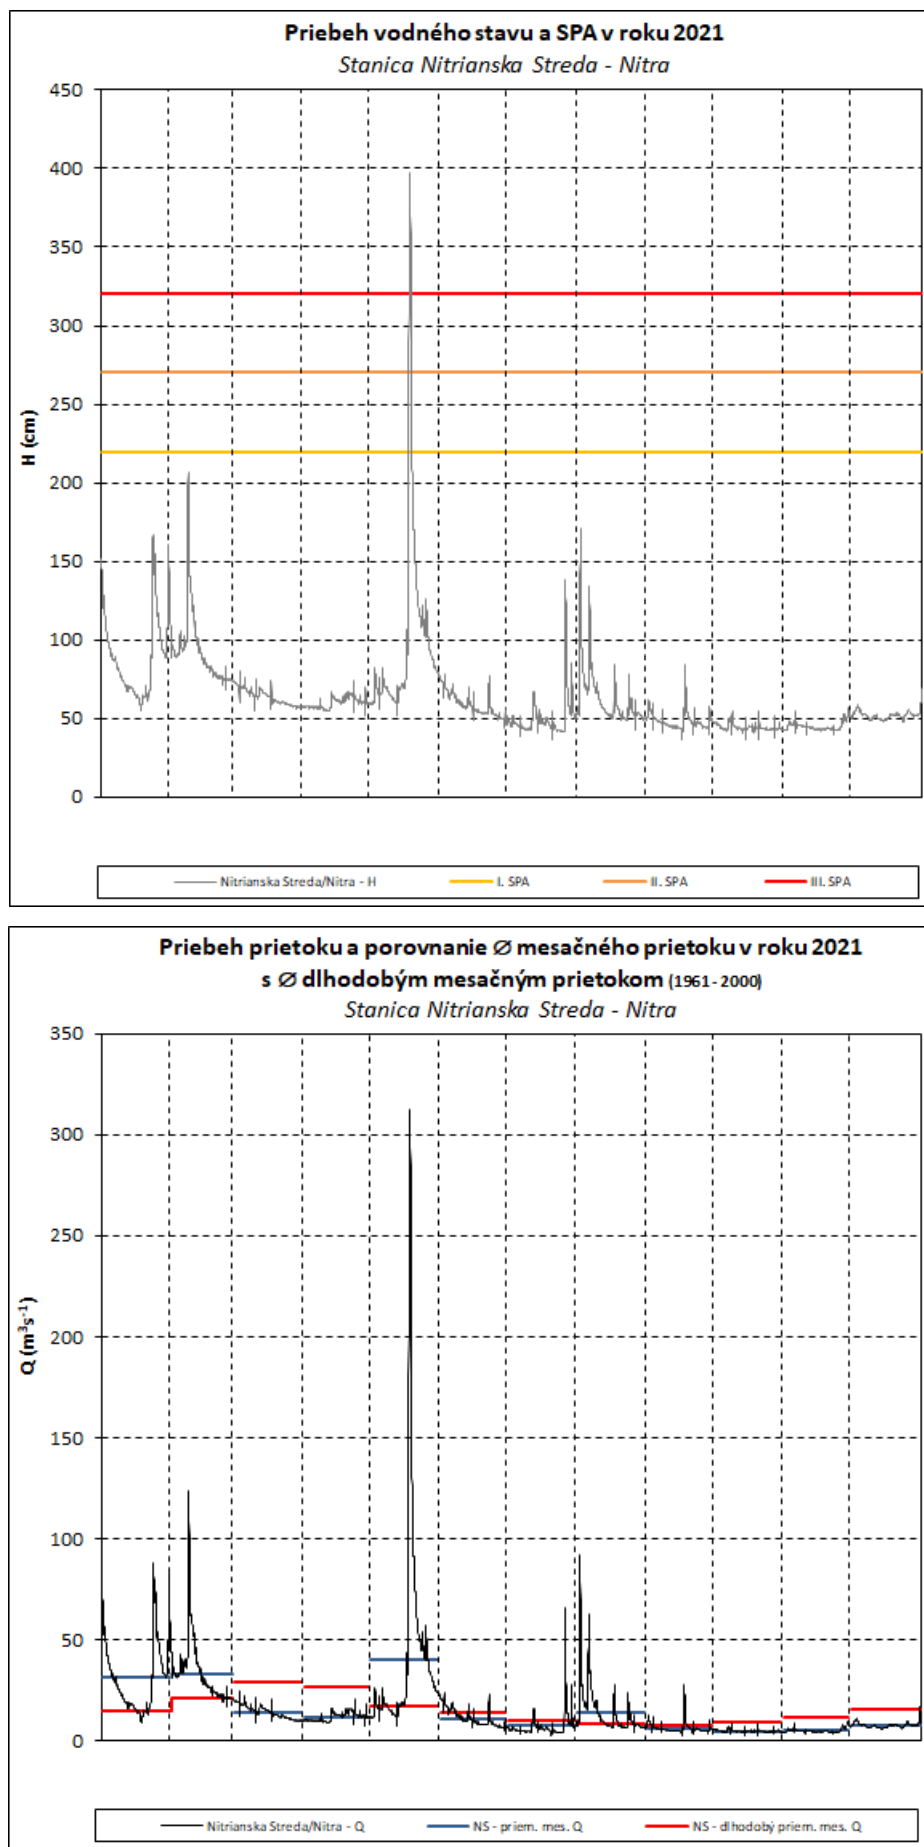 Priebeh vodného stavu a SPA v roku 2021
Stanica Nitrianska Streda - Nitra
450
400
350
300
250
200
150
100
50
0
H (cm)
Nitrianska Streda/Nitra - H
I. SPA
II. SPA
III. SPA
Priebeh prietoku a porovnanie Ø mesačného prietoku v roku 2021
s Ø dlhodobým mesačným prietokom (1961 - 2000)
Stanica Nitrianska Streda - Nitra
350
300
250
200
150
100
50
0
Q (m³s⁻¹)
Nitrianska Streda/Nitra - Q
NS - priem. mes. Q
NS - dlhodobý priem. mes. Q